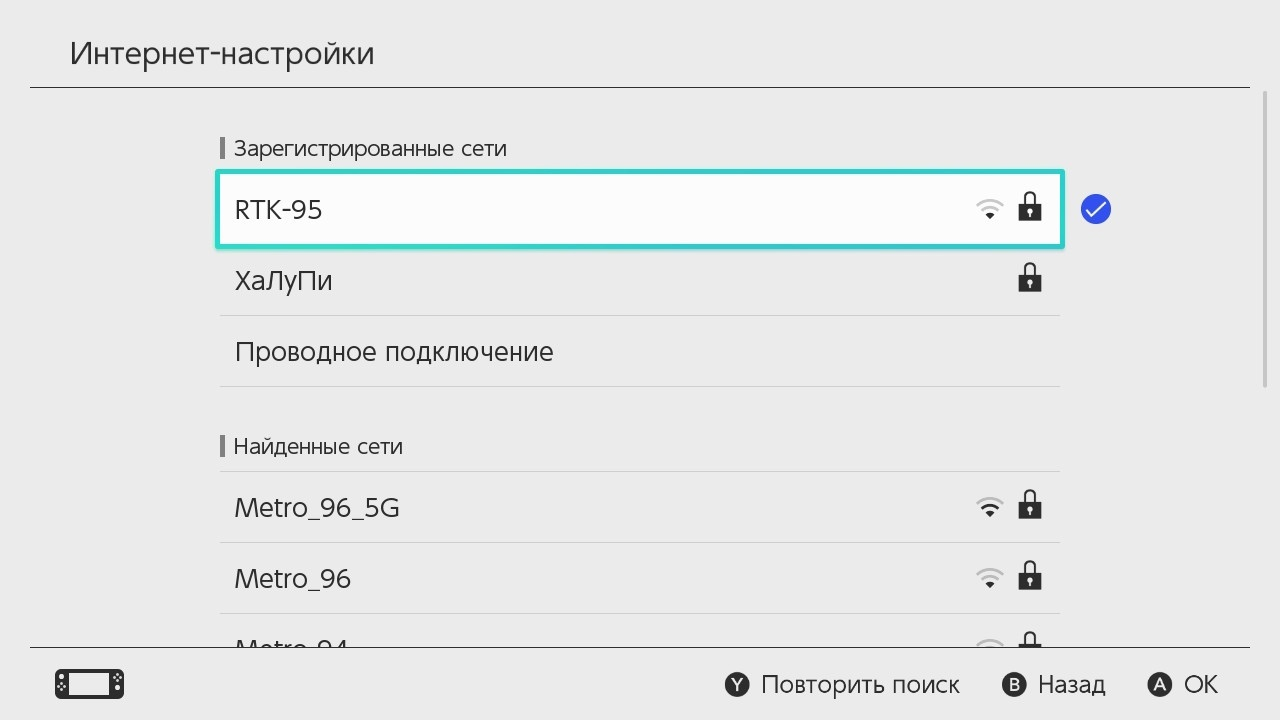 Интернет-настройки
Зарегистрированные сети
RTK-95
ХаЛуПи
Проводное подключение
Найденные сети
Metro_96_5G
Metro_96
Y Повторить поиск B Назад A OK